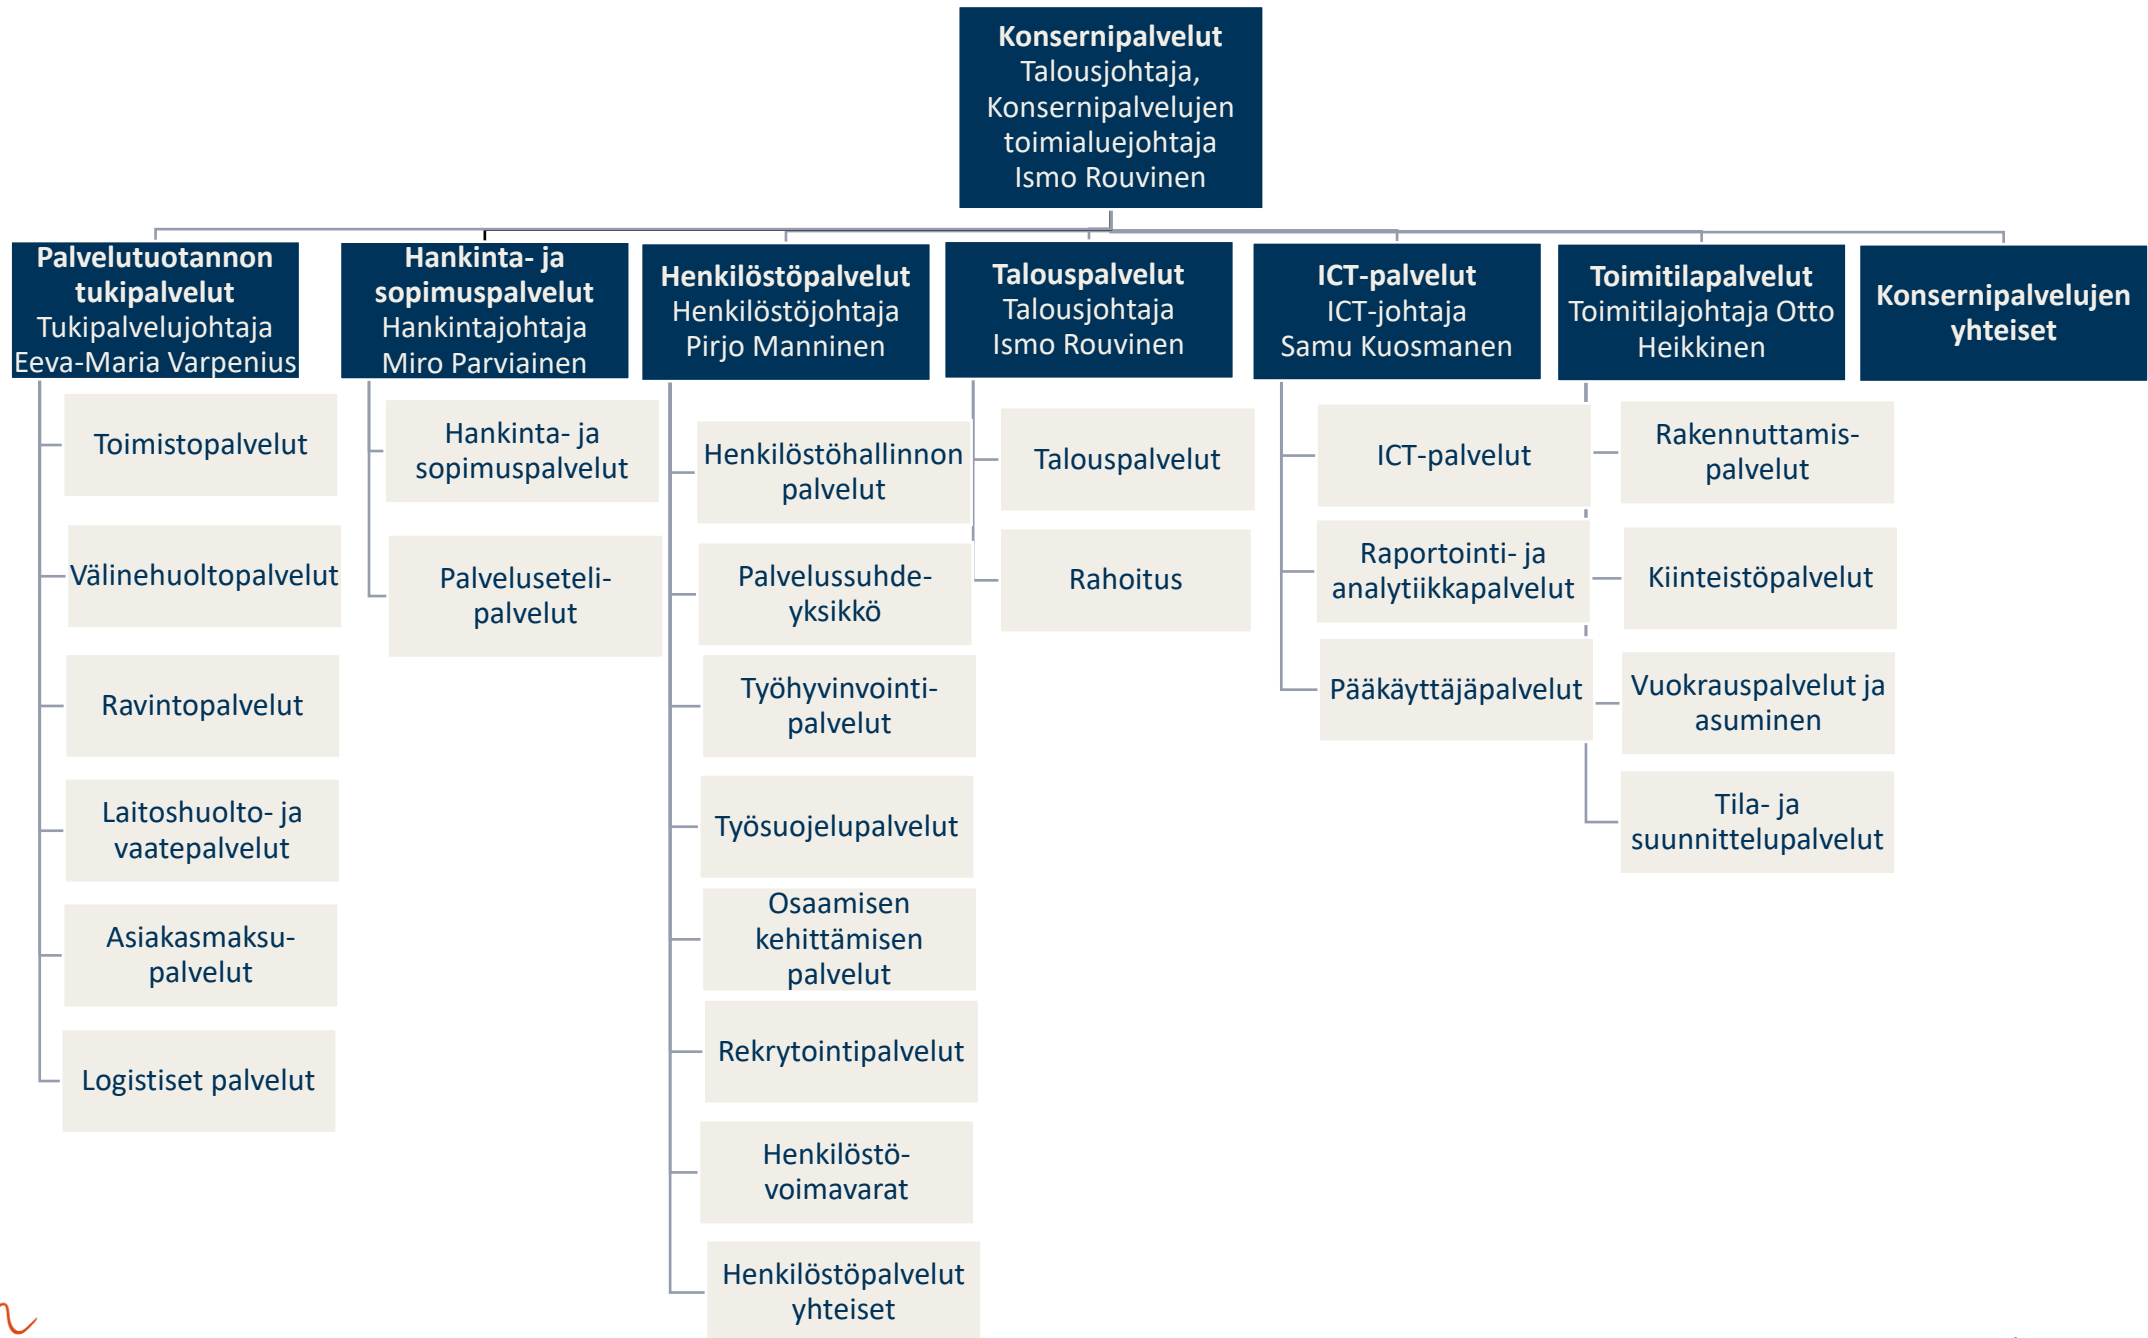 Konsernipalvelut
Talousjohtaja,
Konsernipalvelujen
toimialuejohtaja
Ismo Rouvinen
Palvelutuotannon
tukipalvelut
Tukipalvelujohtaja
Eeva-Maria Varpenius
Toimistopalvelut
Välinehuoltopalvelut
Ravintopalvelut
Laitoshuolto- ja
vaatepalvelut
Asiakasmaksu-
palvelut
Logistiset palvelut
Hankinta- ja
sopimuspalvelut
Hankintajohtaja
Miro Parviainen
Hankinta- ja
sopimuspalvelut
Palveluseteli-
palvelut
Henkilöstöpalvelut
Henkilöstöjohtaja
Pirjo Manninen
Henkilöstöhallinnon
palvelut
Palvelussuhde-
yksikkö
Työhyvinvointi-
palvelut
Työsuojelupalvelut
Osaamisen
kehittämisen
palvelut
Rekrytointipalvelut
Henkilöstö-
voimavarat
Henkilöstöpalvelut
yhteiset
Talouspalvelut
Talousjohtaja
Ismo Rouvinen
Talouspalvelut
Rahoitus
ICT-palvelut
ICT-johtaja
Samu Kuosmanen
ICT-palvelut
Raportointi- ja
analytiikkapalvelut
Pääkäyttäjäpalvelut
Toimitilapalvelut
Toimitilajohtaja Otto
Heikkinen
Rakennuttamis-
palvelut
Kiinteistöpalvelut
Vuokrauspalvelut ja
asuminen
Tila- ja
suunnittelupalvelut
Konsernipalvelujen
yhteiset